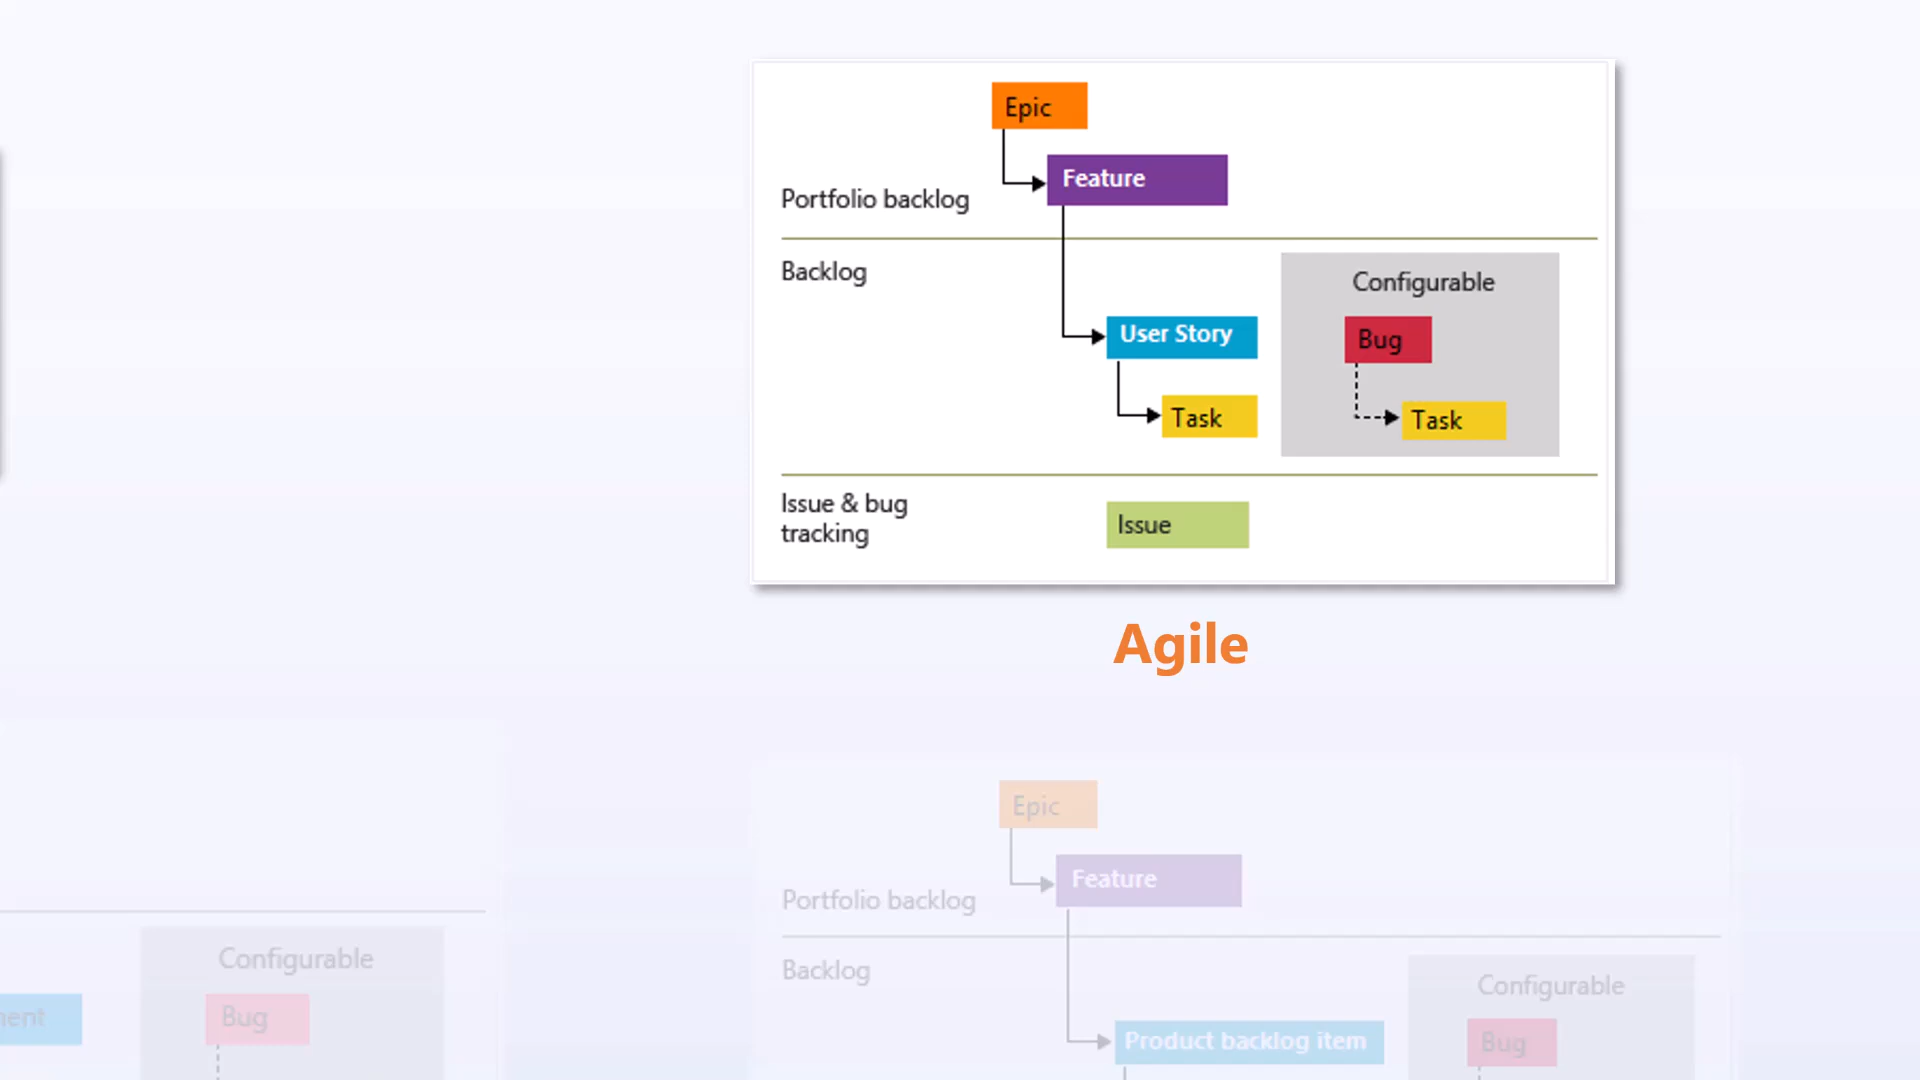 Epic
Feature
Portfolio backlog
Backlog
Configurable
User Story
Bug
Task
Task
Issue & bug
tracking
Issue
Agile
Epic
Feature
Portfolio backlog
Backlog
Configurable
Bug
Configurable
Product backlog item
Bug